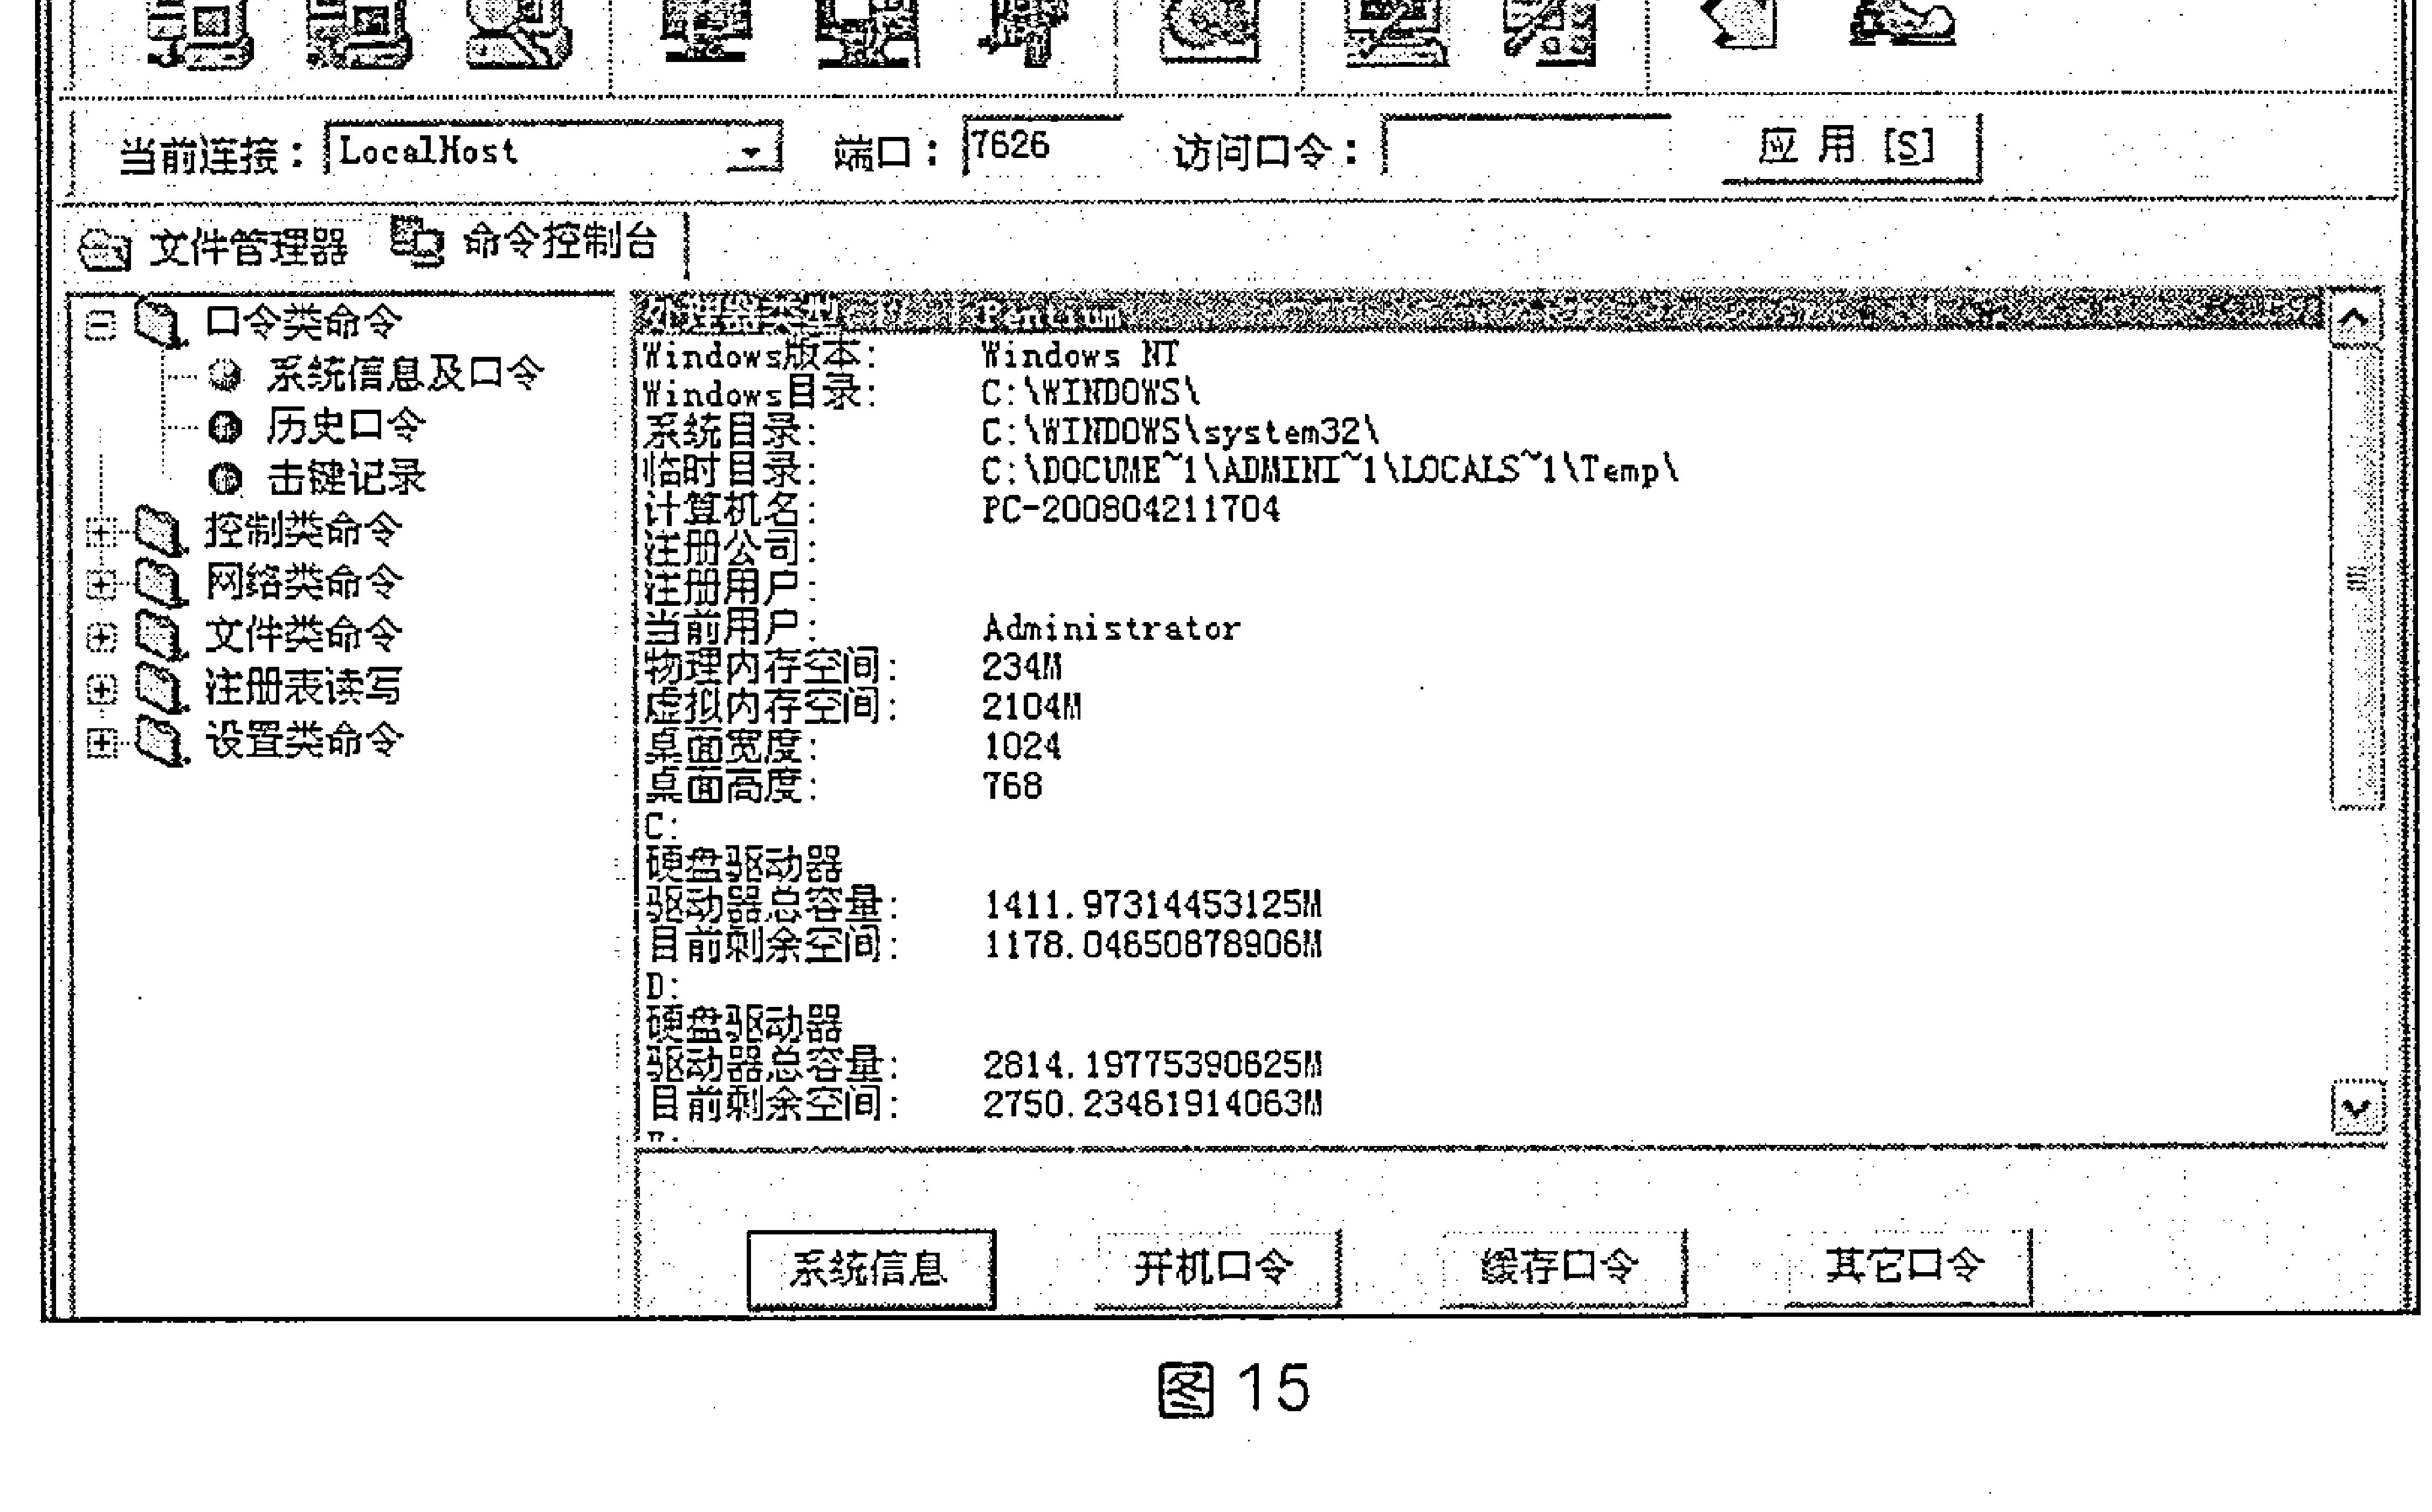 当前连接： LocalHost 端口： 7626 访问口令： 应 用 [S]
文件管理器 命令控制台
口令类命令
系统信息及口令
历史口令
击键记录
控制类命令
网络类命令
文件类命令
注册表读写
设置类命令
处理器类型: Pentium
Windows版本: Windows NT
Windows目录: C:\WINDOWS\
系统目录: C:\WINDOWS\system32\
临时目录: C:\DOCUME~1\ADMINI~1\LOCALS~1\Temp\
计算机名: PC-200804211704
注册公司:
注册用户:
当前用户: Administrator
物理内存空间: 234M
虚拟内存空间: 2104M
桌面宽度: 1024
桌面高度: 768
C:
硬盘驱动器
驱动器总容量: 1411.97314453125M
目前剩余空间: 1178.04650878906M
D:
硬盘驱动器
驱动器总容量: 2814.19775390625M
目前剩余空间: 2750.23461914063M
系统信息 开机口令 缓存口令 其它口令
图 15